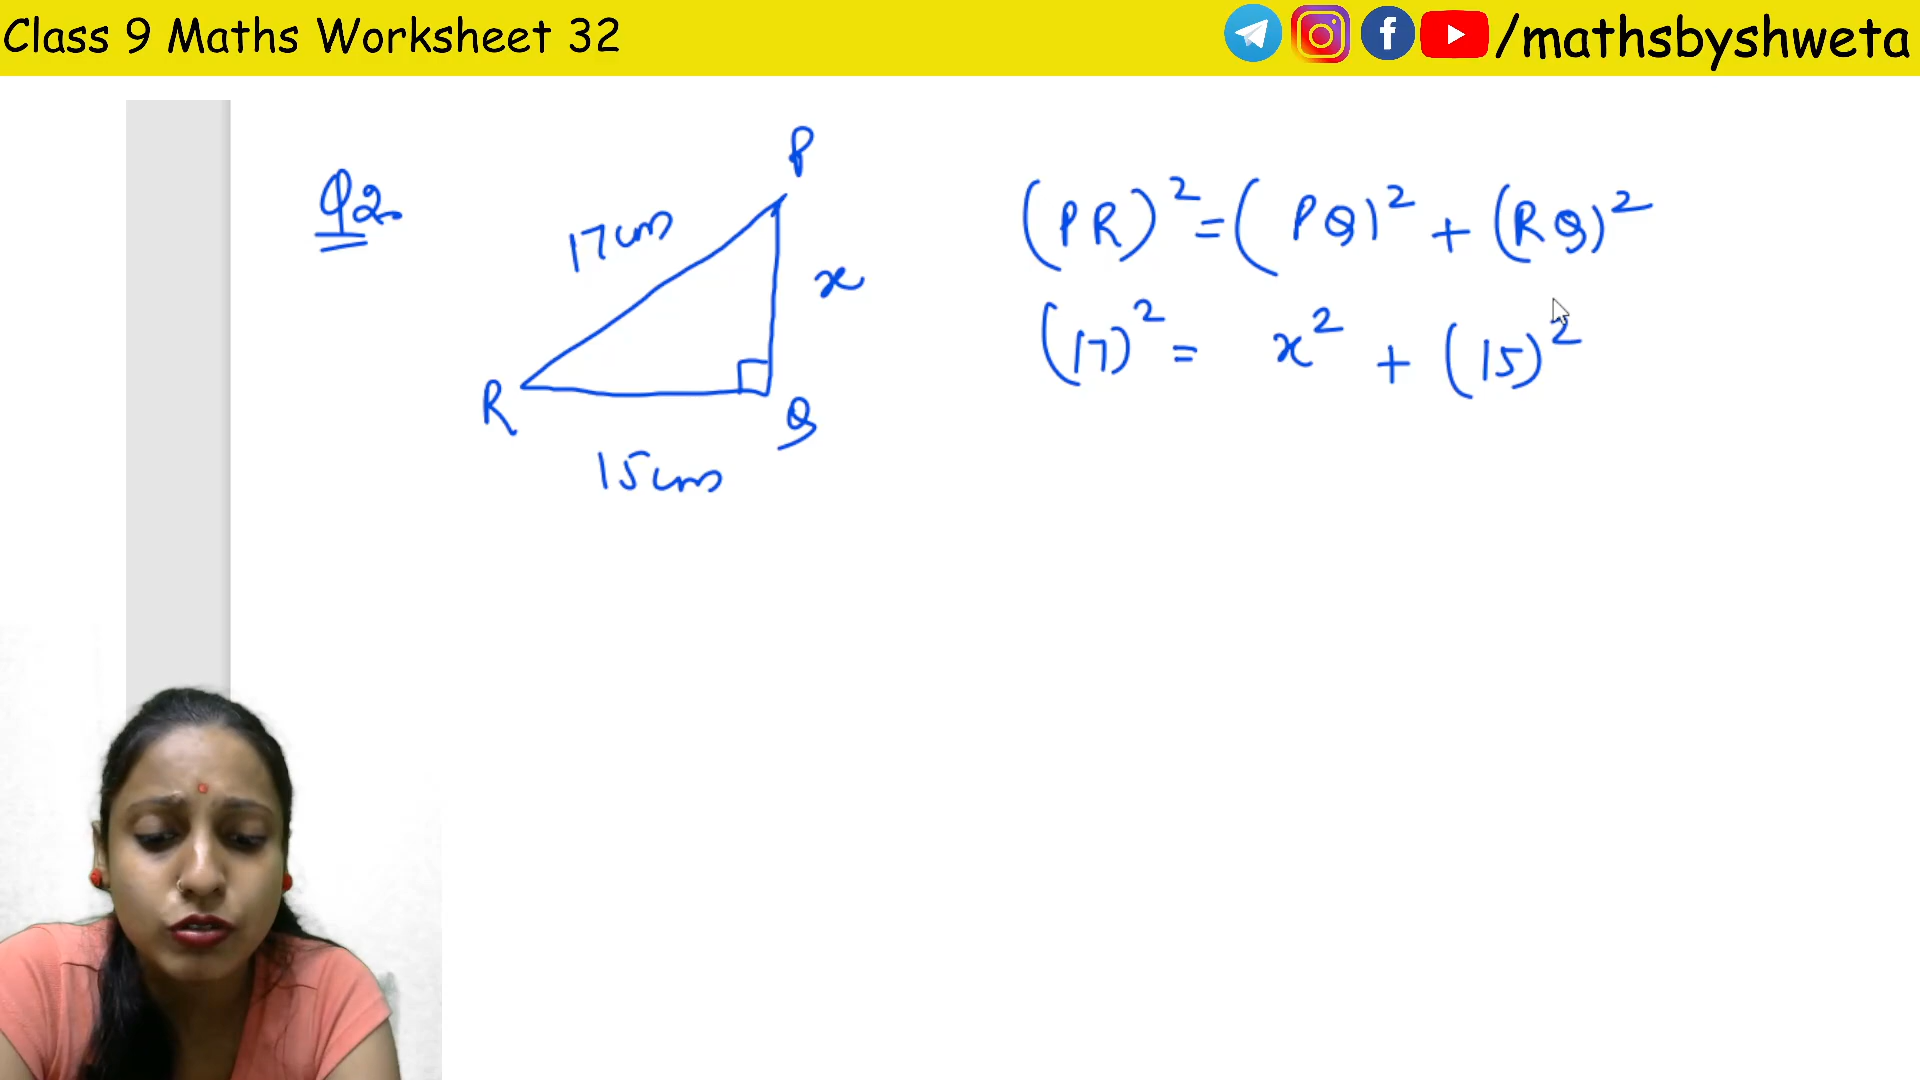 Class 9 Maths Worksheet 32
/mathsbyshweta
Q2.
P
17cm
x
R
Q
15cm
(PR)² = (PQ)² + (RQ)²
(17)² = x² + (15)²